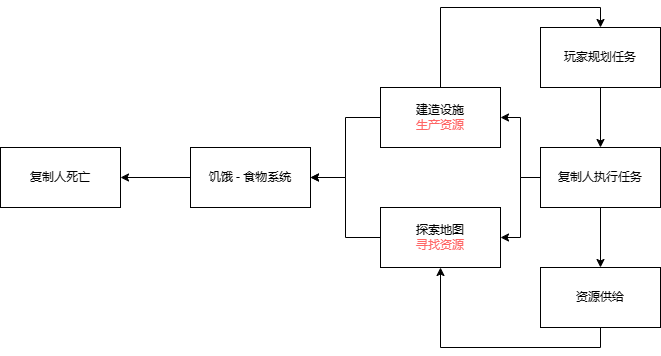 玩家规划任务
建造设施
生产资源
复制人死亡
饥饿 - 食物系统
复制人执行任务
探索地图
寻找资源
资源供给